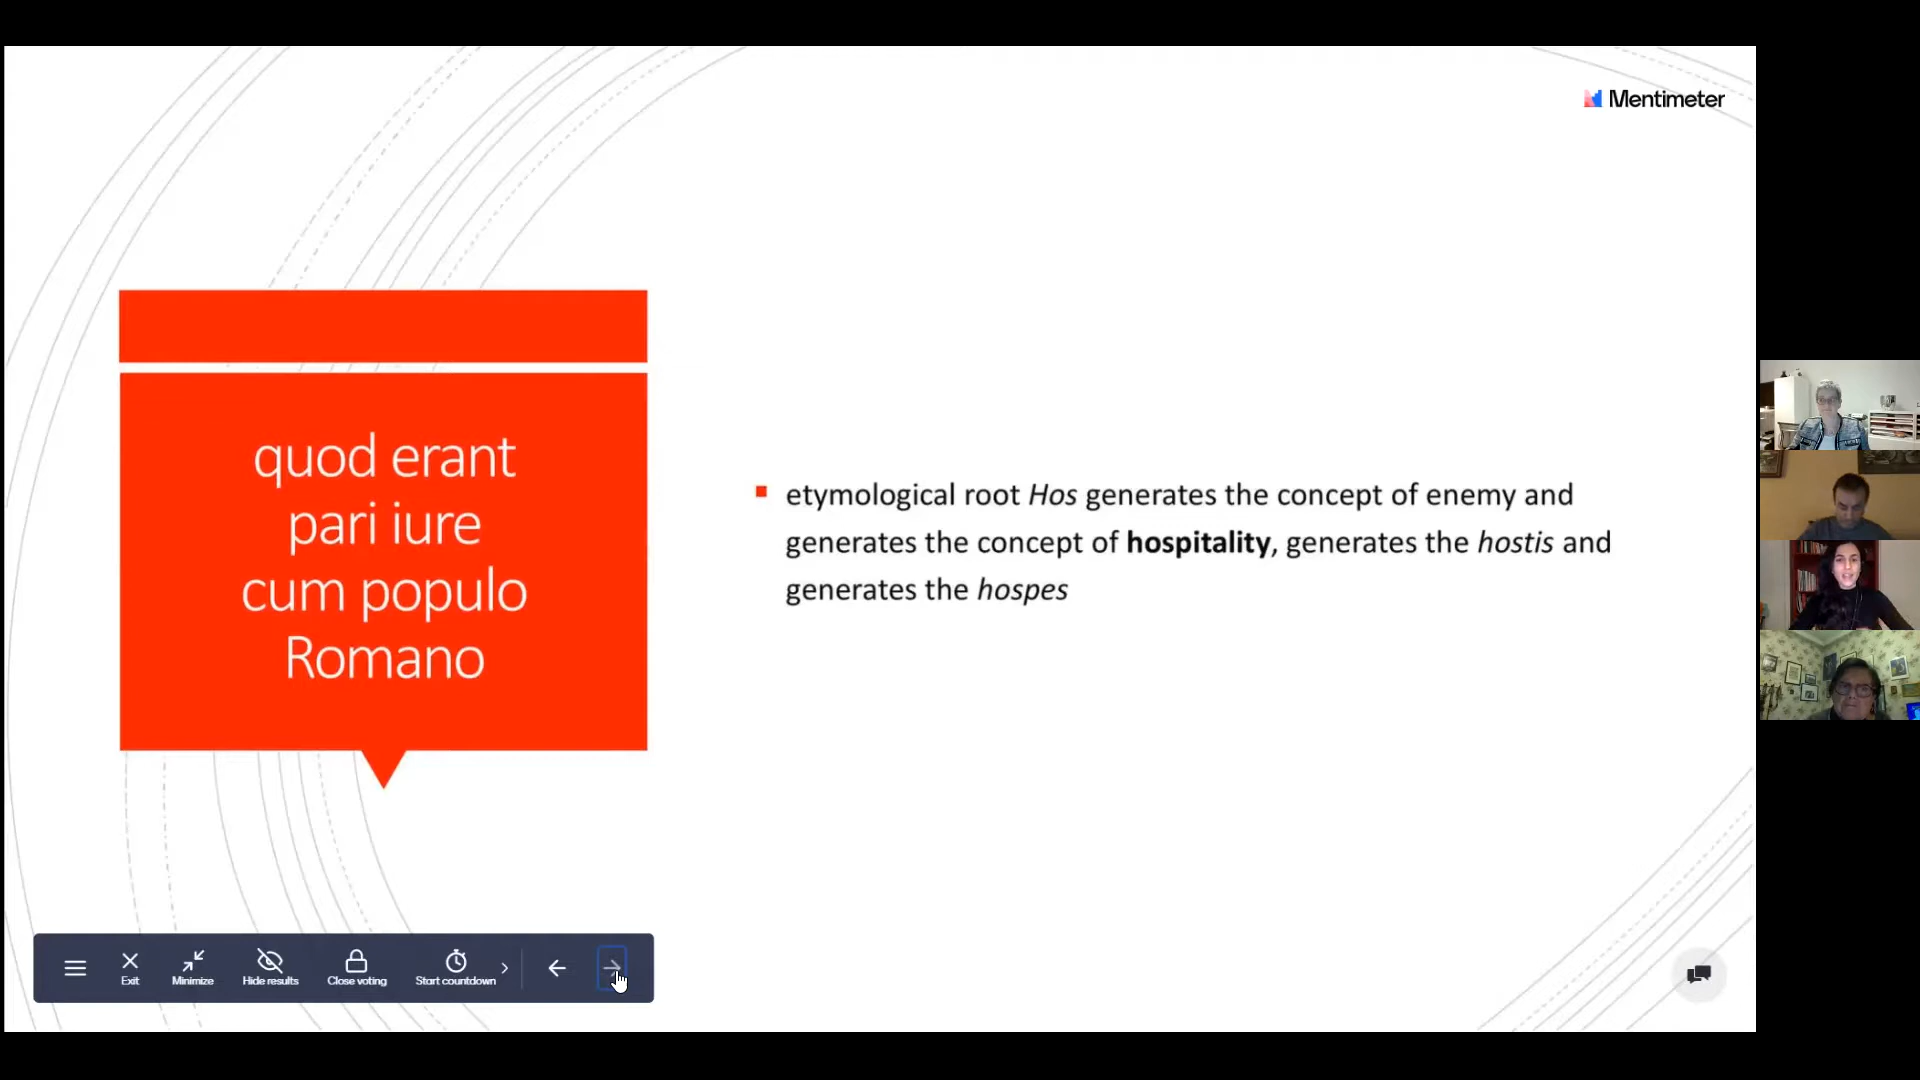 Mentimeter
quod erant
pari iure
cum populo
Romano
etymological root Hos generates the concept of enemy and
generates the concept of hospitality, generates the hostis and
generates the hospes
Exit
Minimize
Hide results
Close voting
Start countdown